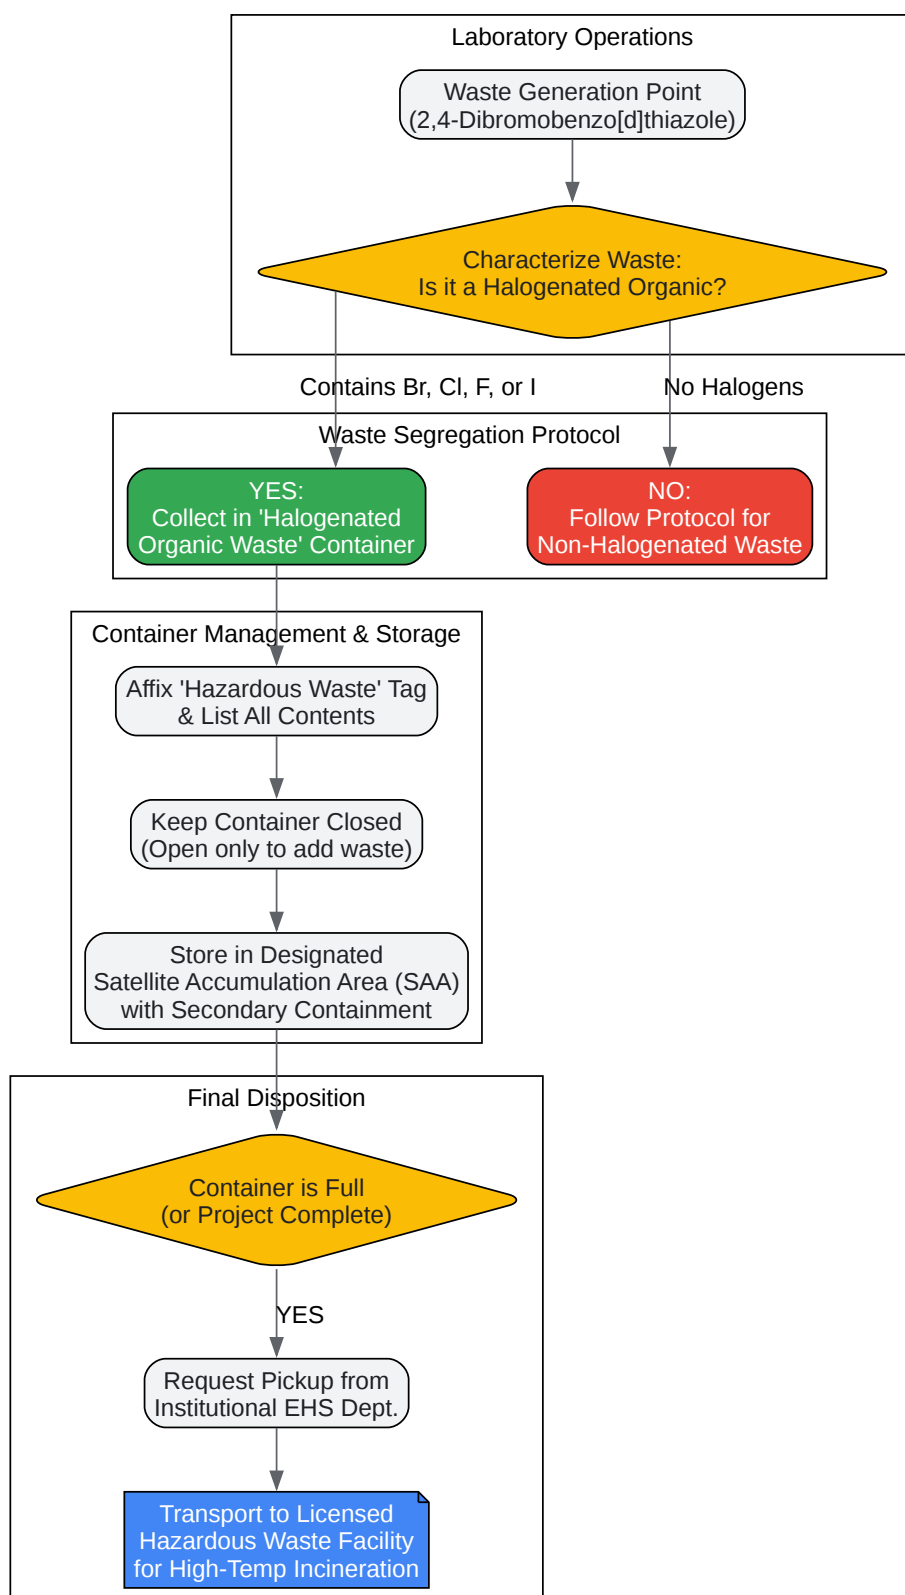 Laboratory Operations
Waste Generation Point
(2,4-Dibromobenzo[d]thiazole)
Characterize Waste:
Is it a Halogenated Organic?
Contains Br, Cl, F, or I
No Halogens
Waste Segregation Protocol
YES:
Collect in 'Halogenated
Organic Waste' Container
NO:
Follow Protocol for
Non-Halogenated Waste
Container Management & Storage
Affix 'Hazardous Waste' Tag
& List All Contents
Keep Container Closed
(Open only to add waste)
Store in Designated
Satellite Accumulation Area (SAA)
with Secondary Containment
Final Disposition
Container is Full
(or Project Complete)
YES
Request Pickup from
Institutional EHS Dept.
Transport to Licensed
Hazardous Waste Facility
for High-Temp Incineration